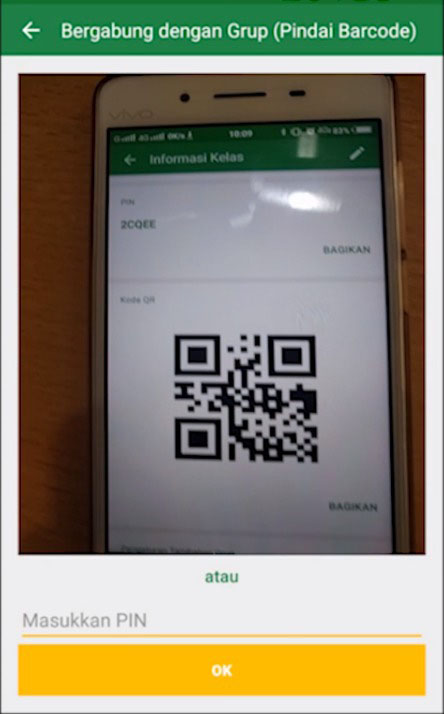 Bergabung dengan Grup (Pindai Barcode)
vivo
10:09
Informasi Kelas
PIN
2CQEE
BAGIKAN
Kode QR
BAGIKAN
atau
Masukkan PIN
OK